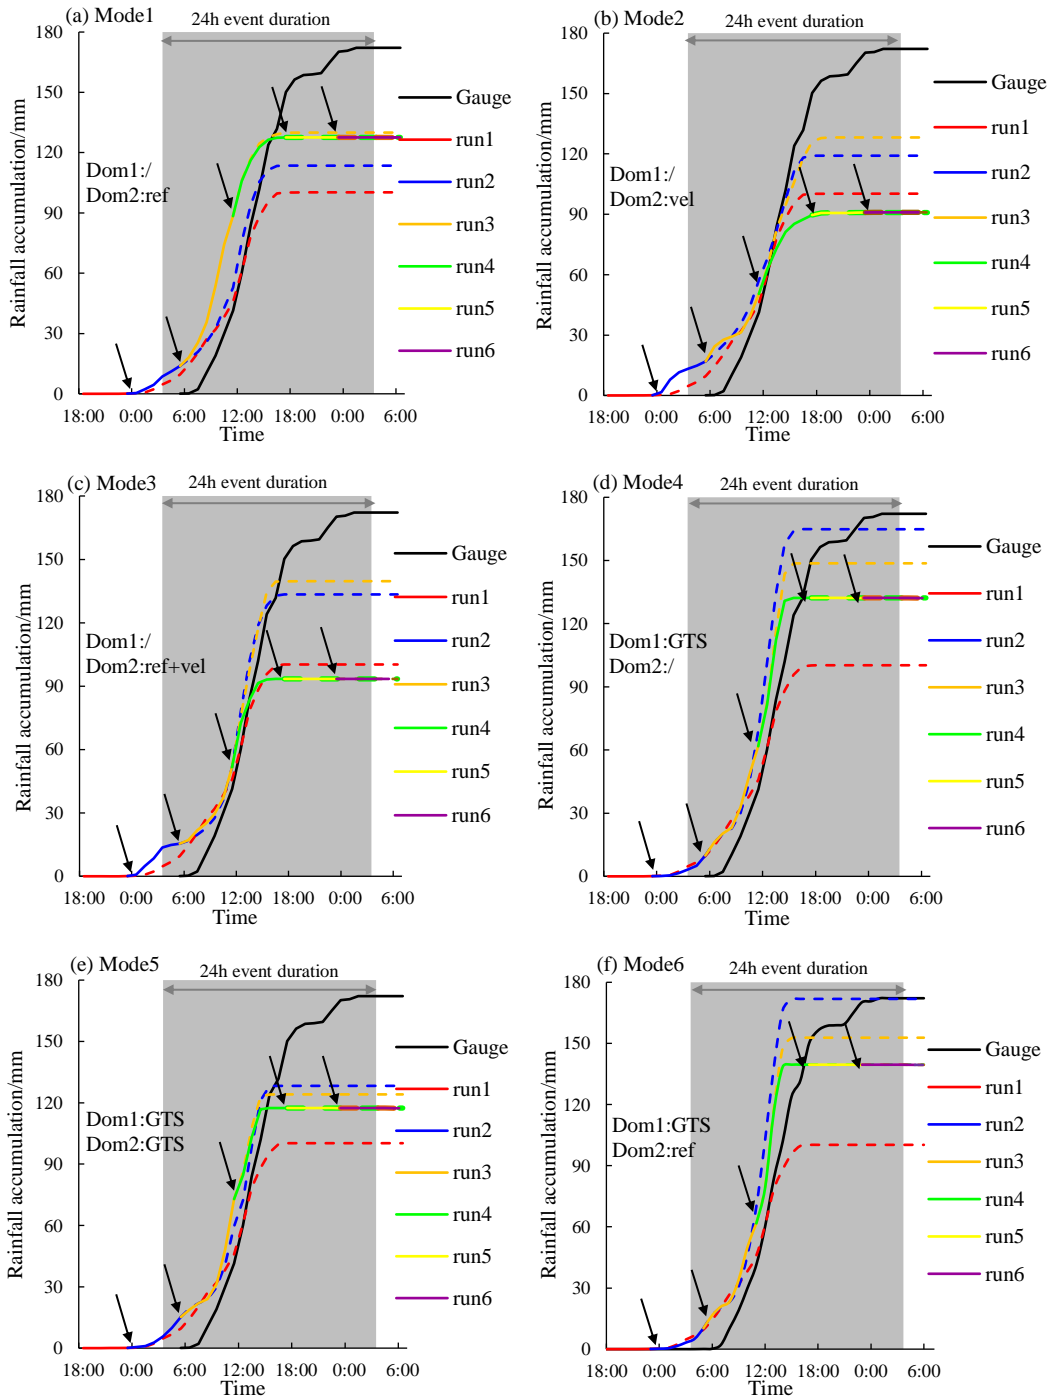 (a) Mode1
24h event duration
Rainfall accumulation/mm
180
150
120
90
60
30
0
Dom1:/
Dom2:ref
18:00 0:00 6:00 12:00 18:00 0:00 6:00
Time
Gauge
run1
run2
run3
run4
run5
run6
(b) Mode2
24h event duration
Rainfall accumulation/mm
180
150
120
90
60
30
0
Dom1:/
Dom2:vel
18:00 0:00 6:00 12:00 18:00 0:00 6:00
Time
Gauge
run1
run2
run3
run4
run5
run6
(c) Mode3
24h event duration
Rainfall accumulation/mm
180
150
120
90
60
30
0
Dom1:/
Dom2:ref+vel
18:00 0:00 6:00 12:00 18:00 0:00 6:00
Time
Gauge
run1
run2
run3
run4
run5
run6
(d) Mode4
24h event duration
Rainfall accumulation/mm
180
150
120
90
60
30
0
Dom1:GTS
Dom2:/
18:00 0:00 6:00 12:00 18:00 0:00 6:00
Time
Gauge
run1
run2
run3
run4
run5
run6
(e) Mode5
24h event duration
Rainfall accumulation/mm
180
150
120
90
60
30
0
Dom1:GTS
Dom2:GTS
18:00 0:00 6:00 12:00 18:00 0:00 6:00
Time
Gauge
run1
run2
run3
run4
run5
run6
(f) Mode6
24h event duration
Rainfall accumulation/mm
180
150
120
90
60
30
0
Dom1:GTS
Dom2:ref
18:00 0:00 6:00 12:00 18:00 0:00 6:00
Time
Gauge
run1
run2
run3
run4
run5
run6